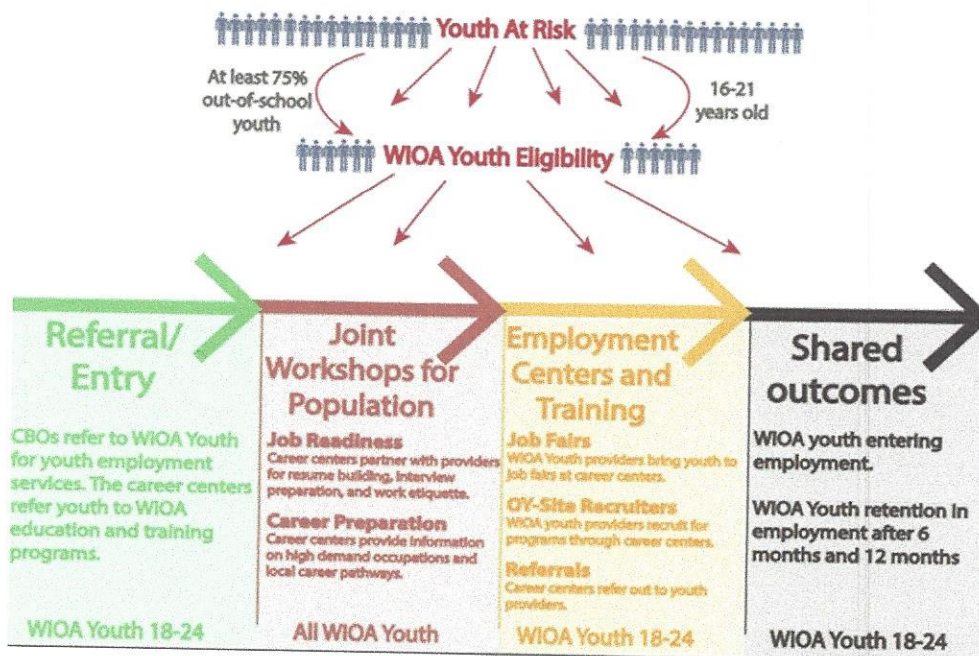 Youth At Risk
At least 75%
out-of-school
youth
16-21
years old
WIOA Youth Eligibility
Referral/
Entry
CBOs refer to WIOA Youth
for youth employment
services. The career centers
refer youth to WIOA
education and training
programs.
WIOA Youth 18-24
Joint
Workshops for
Population
Job Readiness
Career centers partner with providers
for resume building, interview
preparation, and work etiquette.
Career Preparation
Career centers provide information
on high demand occupations and
local career pathways.
All WIOA Youth
Employment
Centers and
Training
Job Fairs
WIOA Youth providers bring youth to
job fairs at career centers.
OY-Site Recruiters
WIOA youth providers recruit for
programs through career centers.
Referrals
Career centers refer out to youth
providers.
WIOA Youth 18-24
Shared
outcomes
WIOA youth entering
employment.
WIOA Youth retention in
employment after 6
months and 12 months
WIOA Youth 18-24